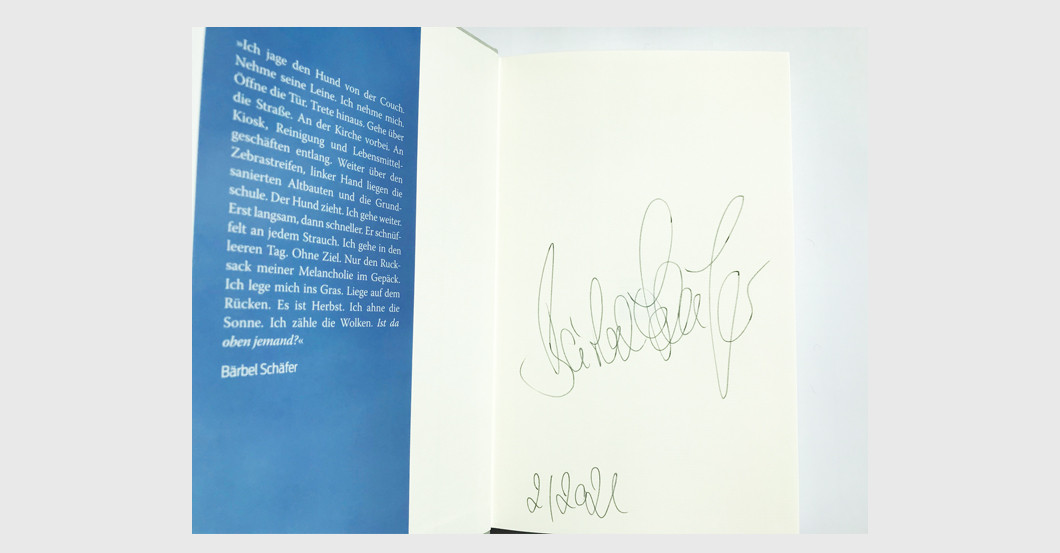 »Ich jage den Hund von der Couch.
Nehme seine Leine. Ich nehme mich.
Öffne die Tür. Trete hinaus. Gehe über
die Straße. An der Kirche vorbei. An
Kiosk, Reinigung und Lebensmittel-
geschäften entlang. Weiter über den
Zebrastreifen, linker Hand liegen die
sanierten Altbauten und die Grund-
schule. Der Hund zieht. Ich gehe weiter.
Erst langsam, dann schneller. Er schnüf-
felt an jedem Strauch. Ich gehe in den
leeren Tag. Ohne Ziel. Nur den Ruck-
sack meiner Melancholie im Gepäck.
Ich lege mich ins Gras. Liege auf dem
Rücken. Es ist Herbst. Ich ahne die
Sonne. Ich zähle die Wolken. Ist da
oben jemand?«
Bärbel Schäfer
Bärbel Schäfer
2/2021